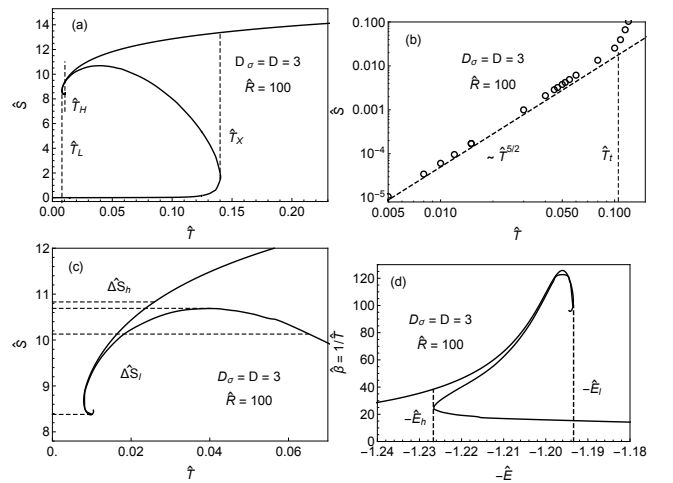 (a)
14
12
10
8
6
4
2
0
Ŝ
D_σ = D = 3
R̂ = 100
T̂_H
T̂_L
T̂_X
0.00 0.05 0.10 0.15 0.20
T̂
(b)
0.100
0.010
0.001
10⁻⁴
10⁻⁵
Ŝ
D_σ = D = 3
R̂ = 100
~ T̂^5/2
T̂_t
0.005 0.010 0.050 0.100
T̂
(c)
12
11
10
9
8
Ŝ
ΔŜ_h
ΔŜ_l
D_σ = D = 3
R̂ = 100
0. 0.02 0.04 0.06
T̂
(d)
120
100
80
60
40
20
0
β̂ = 1/T̂
D_σ = D = 3
R̂ = 100
−Ê_h
−Ê_l
−1.24 −1.23 −1.22 −1.21 −1.20 −1.19 −1.18
−Ê